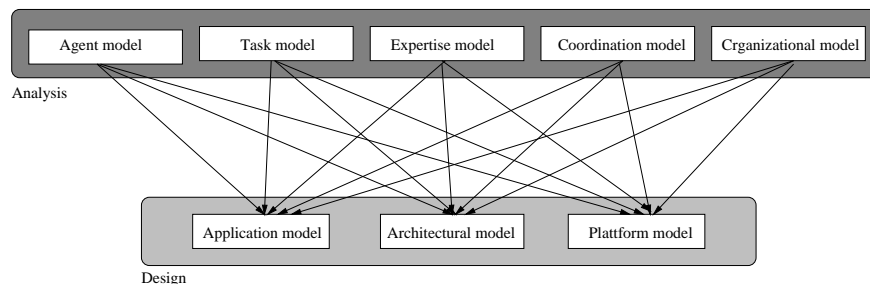 Agent model
Task model
Expertise model
Coordination model
Crganizational model
Analysis
Application model
Architectural model
Plattform model
Design